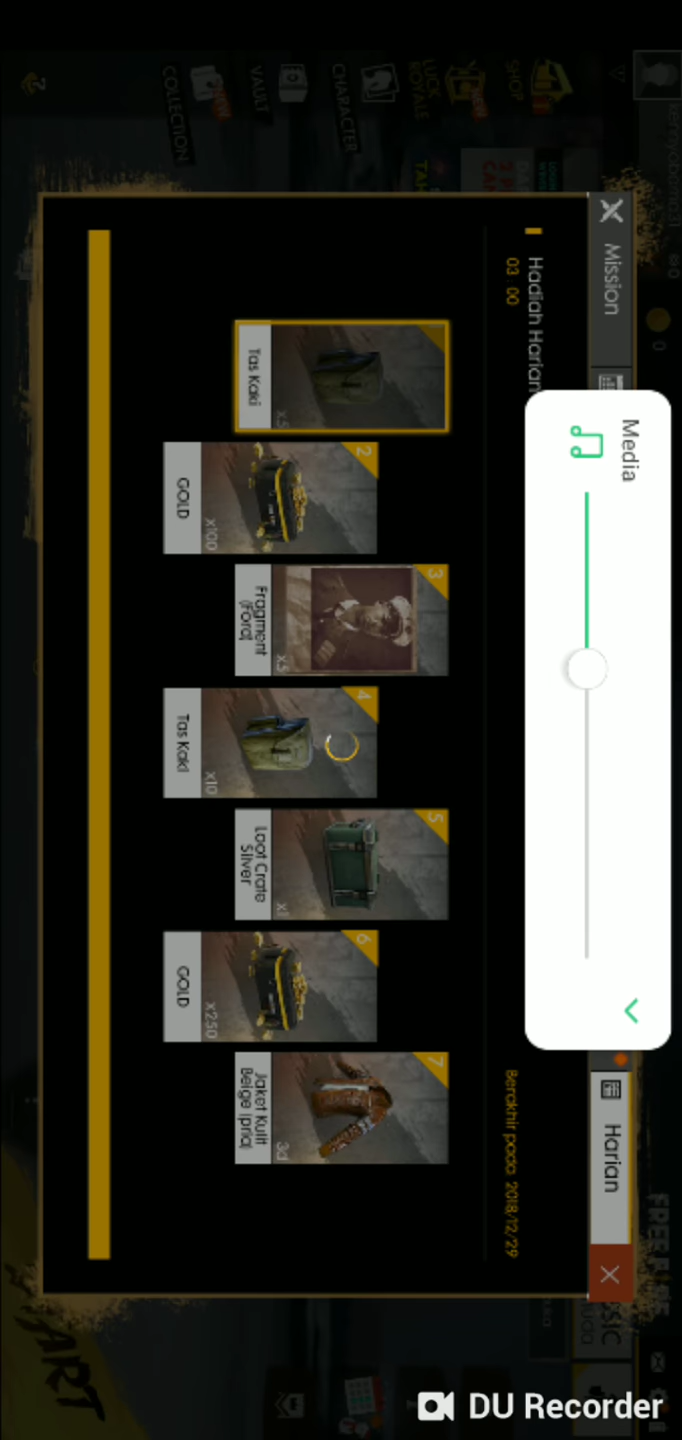 SHOP
LUCK ROYALE
CHARACTER
VAULT
COLLECTION
Mission
Harian
Media
Hadiah Harian
03:00
Berakhir pada 2018/12/29
x5
Tas Kaki
2
x100
GOLD
3
x5
Fragment
(Ford)
4
x10
Tas Kaki
5
x1
Loot Crate
Silver
6
x250
GOLD
7
3d
Jaket Kulit
Beige (pria)
DU Recorder